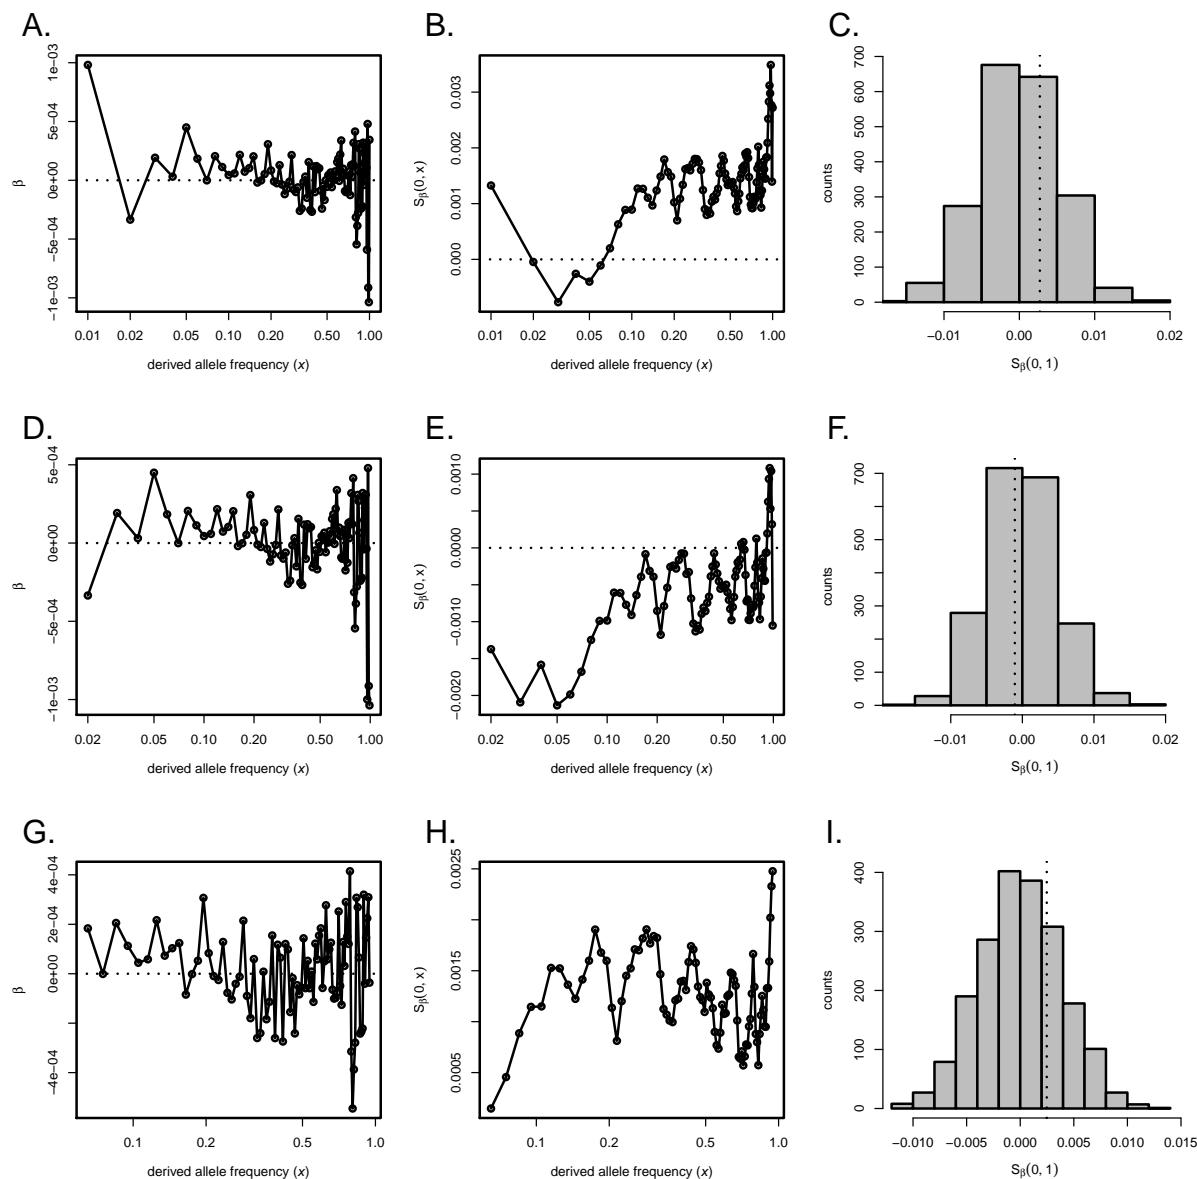 A.
β
1e−03
5e−04
0e+00
−5e−04
−1e−03
0.01 0.02 0.05 0.10 0.20 0.50 1.00
derived allele frequency (x)
B.
Sβ(0, x)
0.003
0.002
0.001
0.000
0.01 0.02 0.05 0.10 0.20 0.50 1.00
derived allele frequency (x)
C.
counts
700
600
500
400
300
200
100
0
−0.01 0.00 0.01 0.02
Sβ(0, 1)
D.
β
5e−04
0e+00
−5e−04
−1e−03
0.02 0.05 0.10 0.20 0.50 1.00
derived allele frequency (x)
E.
Sβ(0, x)
0.0010
0.0000
−0.0010
−0.0020
0.02 0.05 0.10 0.20 0.50 1.00
derived allele frequency (x)
F.
counts
700
500
300
100
0
−0.01 0.00 0.01 0.02
Sβ(0, 1)
G.
β
4e−04
2e−04
0e+00
−4e−04
0.1 0.2 0.5 1.0
derived allele frequency (x)
H.
Sβ(0, x)
0.0025
0.0015
0.0005
0.1 0.2 0.5 1.0
derived allele frequency (x)
I.
counts
400
300
200
100
0
−0.010 −0.005 0.000 0.005 0.010 0.015
Sβ(0, 1)